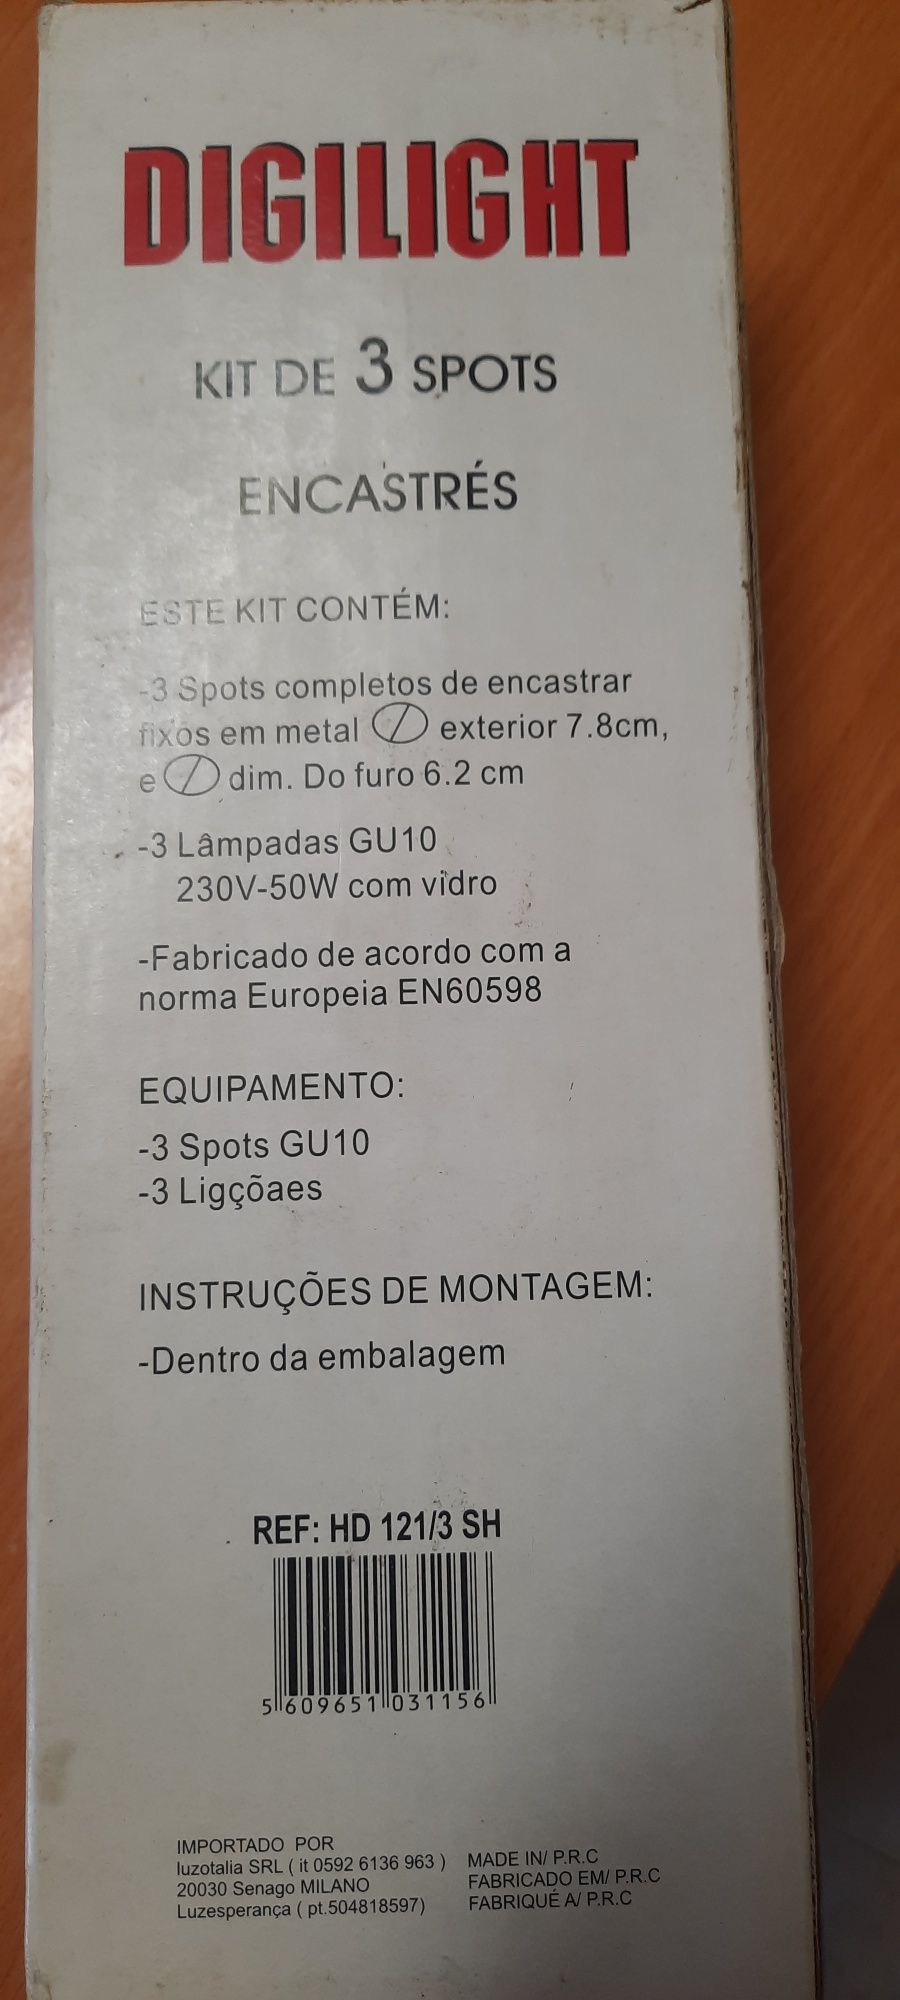 DIGILIGHT
KIT DE 3 SPOTS
ENCASTRÉS
ESTE KIT CONTÉM:
-3 Spots completos de encastrar
fixos em metal exterior 7.8cm,
e dim. Do furo 6.2 cm
-3 Lâmpadas GU10
230V-50W com vidro
-Fabricado de acordo com a
norma Europeia EN60598
EQUIPAMENTO:
-3 Spots GU10
-3 Ligçõaes
INSTRUÇÕES DE MONTAGEM:
-Dentro da embalagem
REF: HD 121/3 SH
5 609651 031156
IMPORTADO POR
luzotalia SRL ( it 0592 6136 963 )
20030 Senago MILANO
Luzesperança ( pt.504818597)
MADE IN/ P.R.C
FABRICADO EM/ P.R.C
FABRIQUÉ A/ P.R.C